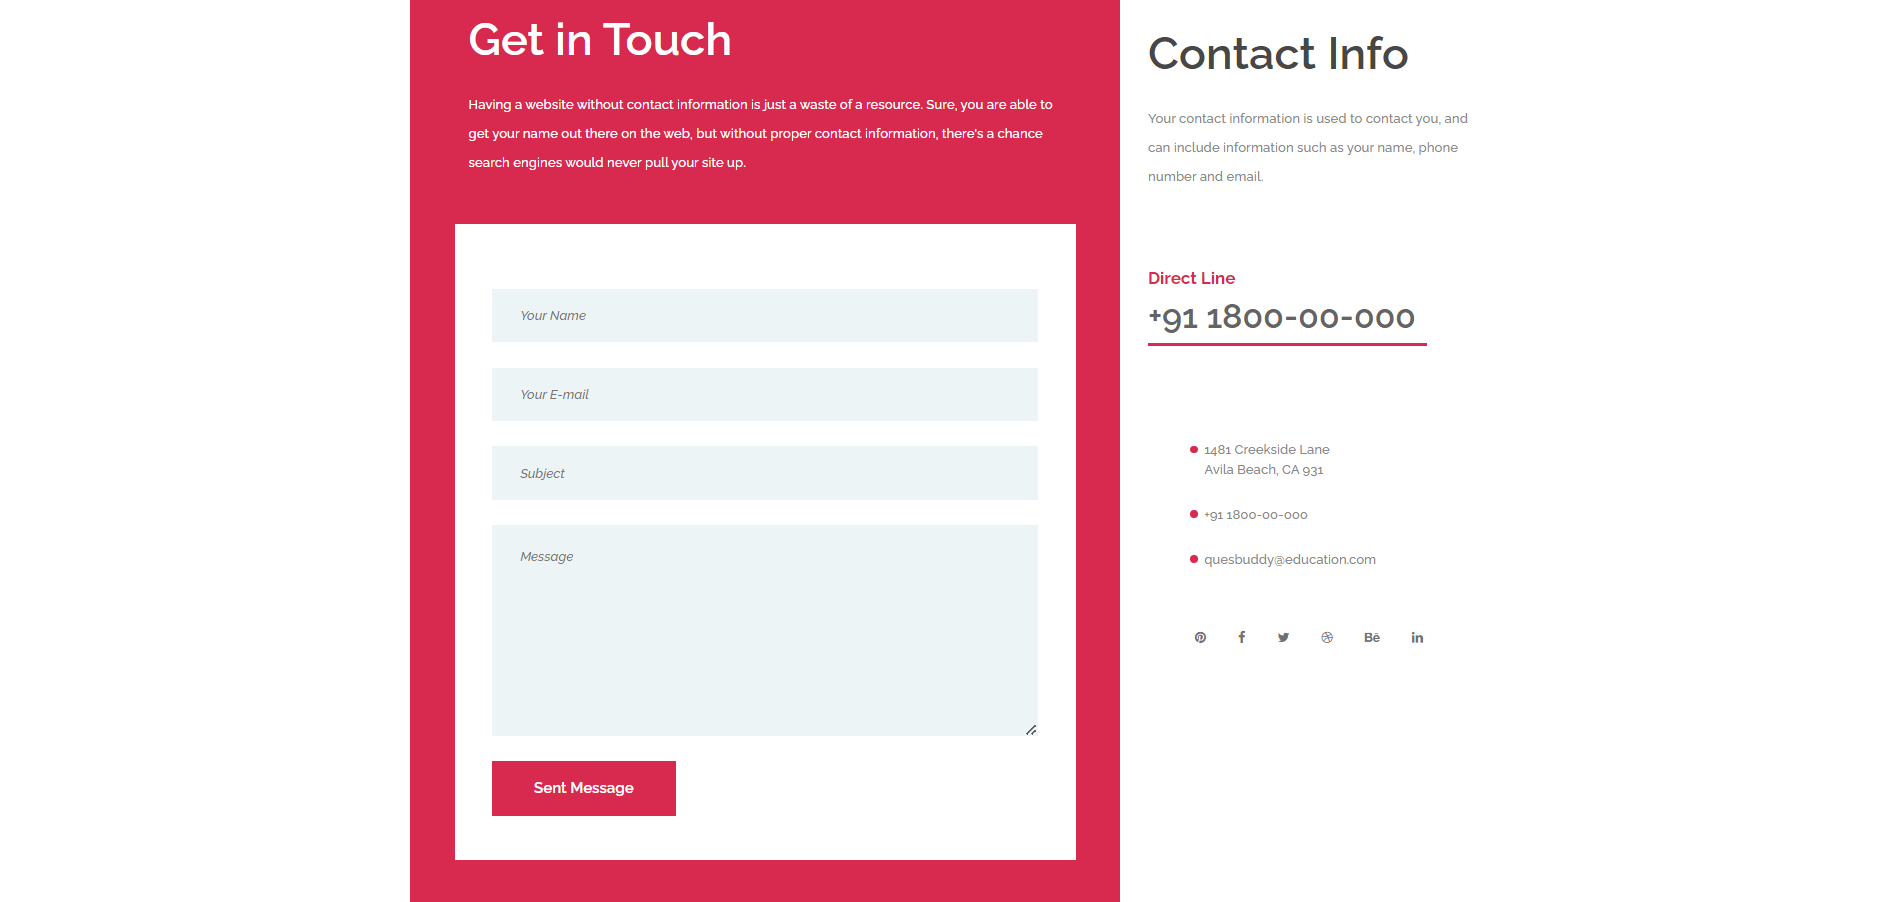 Get in Touch
Having a website without contact information is just a waste of a resource. Sure, you are able to
get your name out there on the web, but without proper contact information, there's a chance
search engines would never pull your site up.
Your Name
Your E-mail
Subject
Message
Sent Message
Contact Info
Your contact information is used to contact you, and
can include information such as your name, phone
number and email.
Direct Line
+91 1800-00-000
1481 Creekside Lane
Avila Beach, CA 931
+91 1800-00-000
quesbuddy@education.com